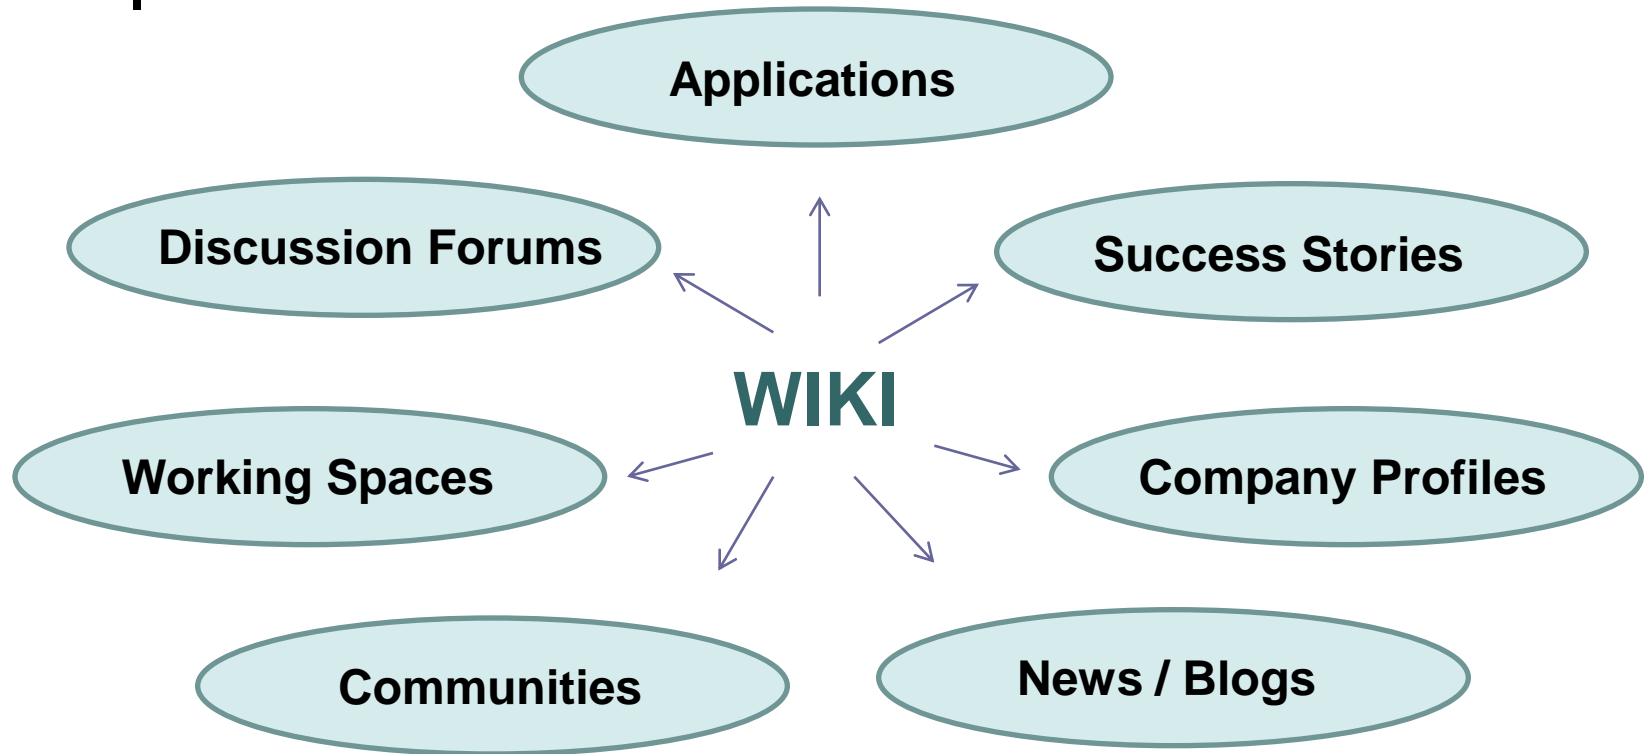 Applications
Discussion Forums
Success Stories
WIKI
Working Spaces
Company Profiles
Communities
News / Blogs